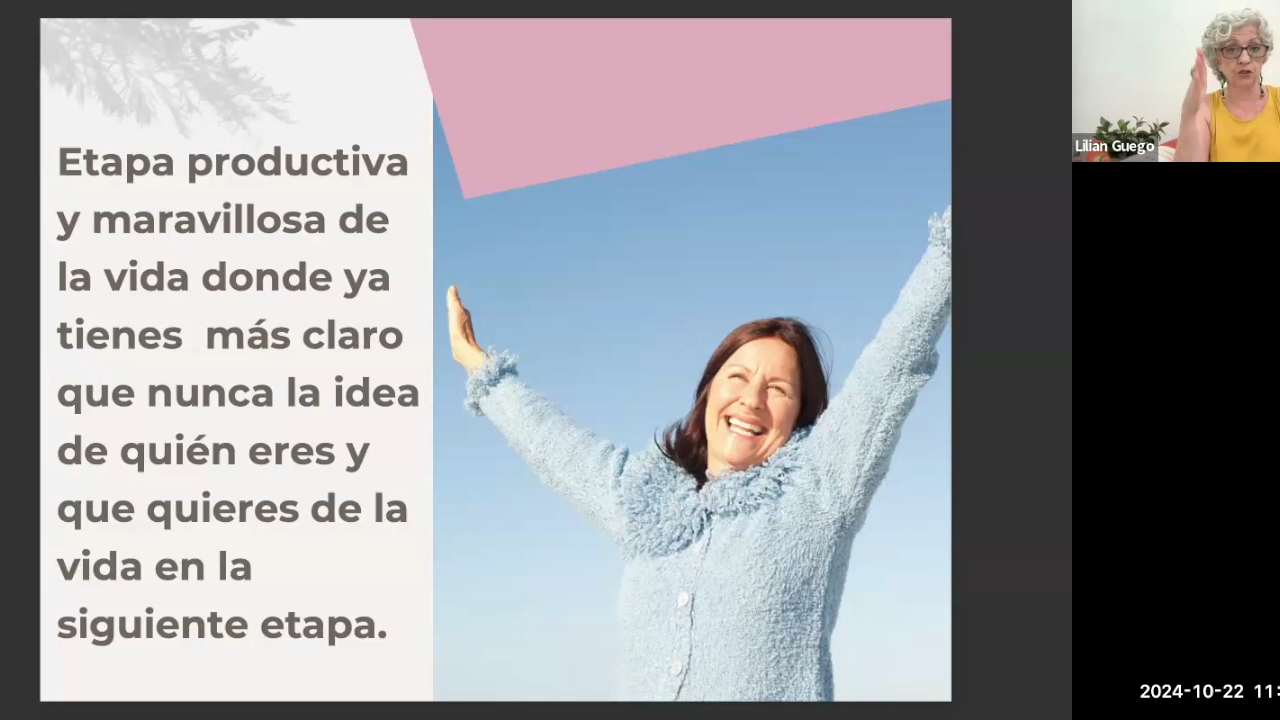 Etapa productiva
y maravillosa de
la vida donde ya
tienes  más claro
que nunca la idea
de quién eres y
que quieres de la
vida en la
siguiente etapa.
Lilian Guego
2024-10-22 11: